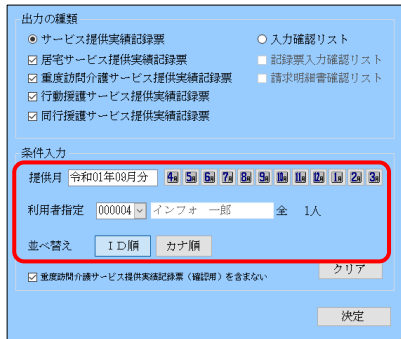 出力の種類
サービス提供実績記録票 入力確認リスト
居宅サービス提供実績記録票 記録票入力確認リスト
重度訪問介護サービス提供実績記録票 請求明細書確認リスト
行動援護サービス提供実績記録票
同行援護サービス提供実績記録票
条件入力
提供月 令和01年09月分 4月 5月 6月 7月 8月 9月 10月 11月 12月 1月 2月 3月
利用者指定 000004 インフォ 一郎 全 1人
並べ替え ID順 カナ順
重度訪問介護サービス提供実績記録票(確認用)を含まない クリア
決定